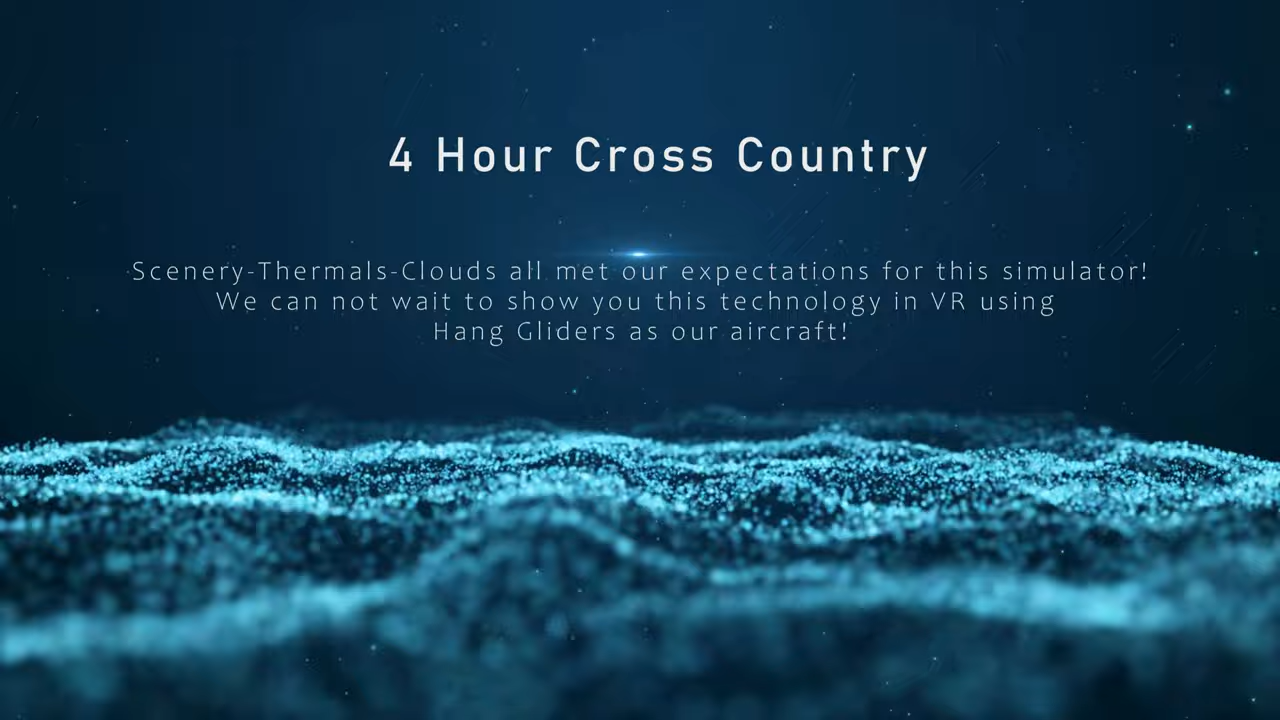 4 Hour Cross Country
Scenery-Thermals-Clouds all met our expectations for this simulator!
We can not wait to show you this technology in VR using
Hang Gliders as our aircraft!